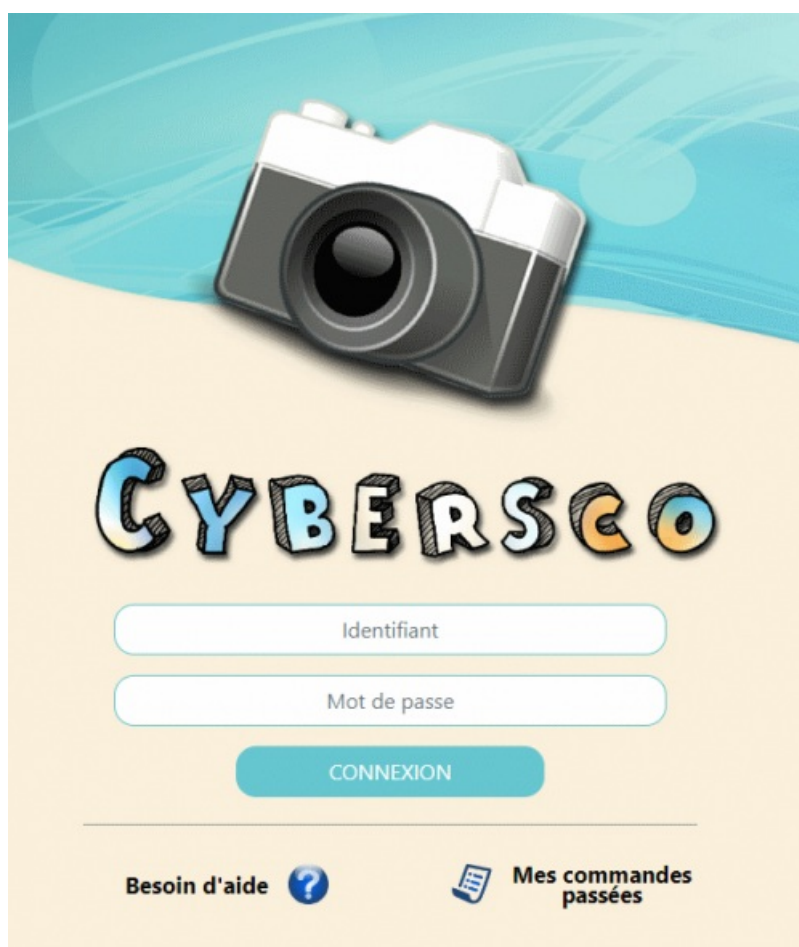 CYBERSCO
Identifiant
Mot de passe
CONNEXION
Besoin d'aide ?
Mes commandes
passées